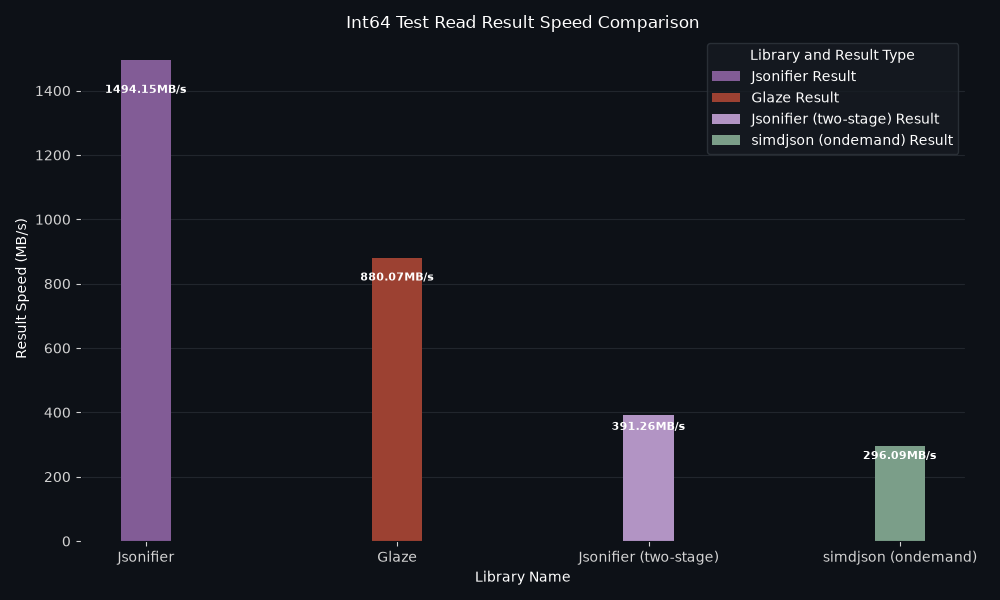 Int64 Test Read Result Speed Comparison
Library and Result Type
Jsonifier Result
Glaze Result
Jsonifier (two-stage) Result
simdjson (ondemand) Result
Result Speed (MB/s)
1400
1200
1000
800
600
400
200
0
1494.15MB/s
880.07MB/s
391.26MB/s
296.09MB/s
Jsonifier
Glaze
Jsonifier (two-stage)
simdjson (ondemand)
Library Name